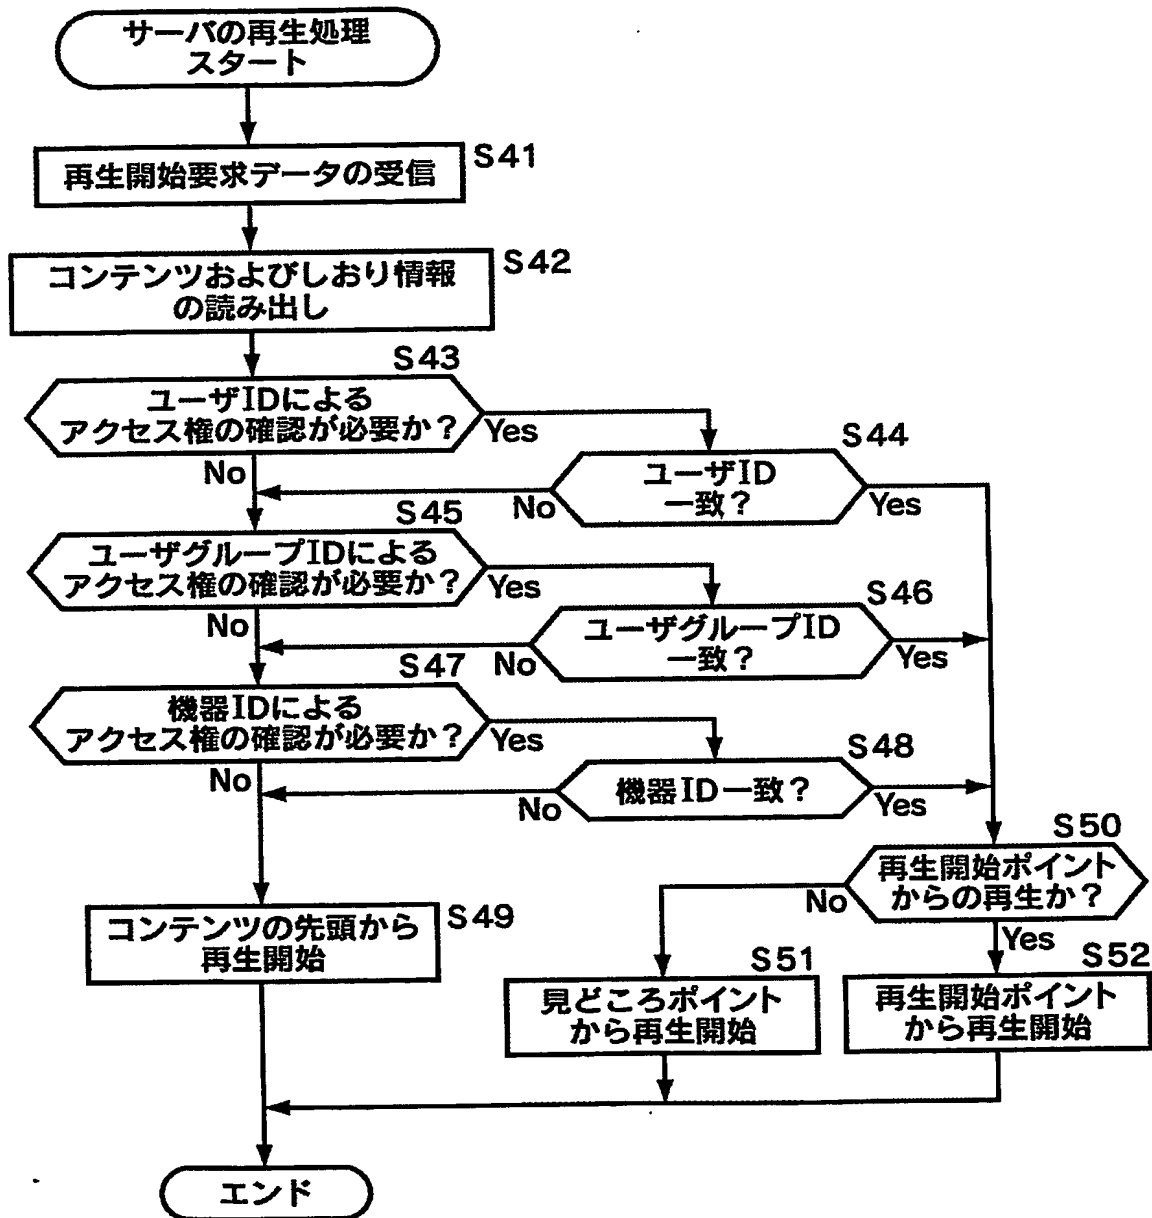 サーバの再生処理
スタート
S41
再生開始要求データの受信
S42
コンテンツおよびしおり情報
の読み出し
S43
ユーザIDによる
アクセス権の確認が必要か?
Yes
No
S44
ユーザID
一致?
No
Yes
S45
ユーザグループIDによる
アクセス権の確認が必要か?
Yes
No
S46
ユーザグループID
一致?
No
Yes
S47
機器IDによる
アクセス権の確認が必要か?
Yes
No
S48
機器ID一致?
No
Yes
S50
再生開始ポイント
からの再生か?
No
Yes
S49
コンテンツの先頭から
再生開始
S51
見どころポイント
から再生開始
S52
再生開始ポイント
から再生開始
エンド